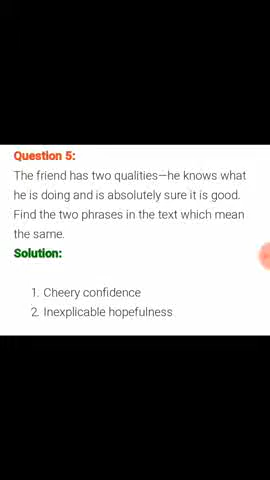 Question 5:
The friend has two qualities—he knows what
he is doing and is absolutely sure it is good.
Find the two phrases in the text which mean
the same.
Solution:
1. Cheery confidence
2. Inexplicable hopefulness